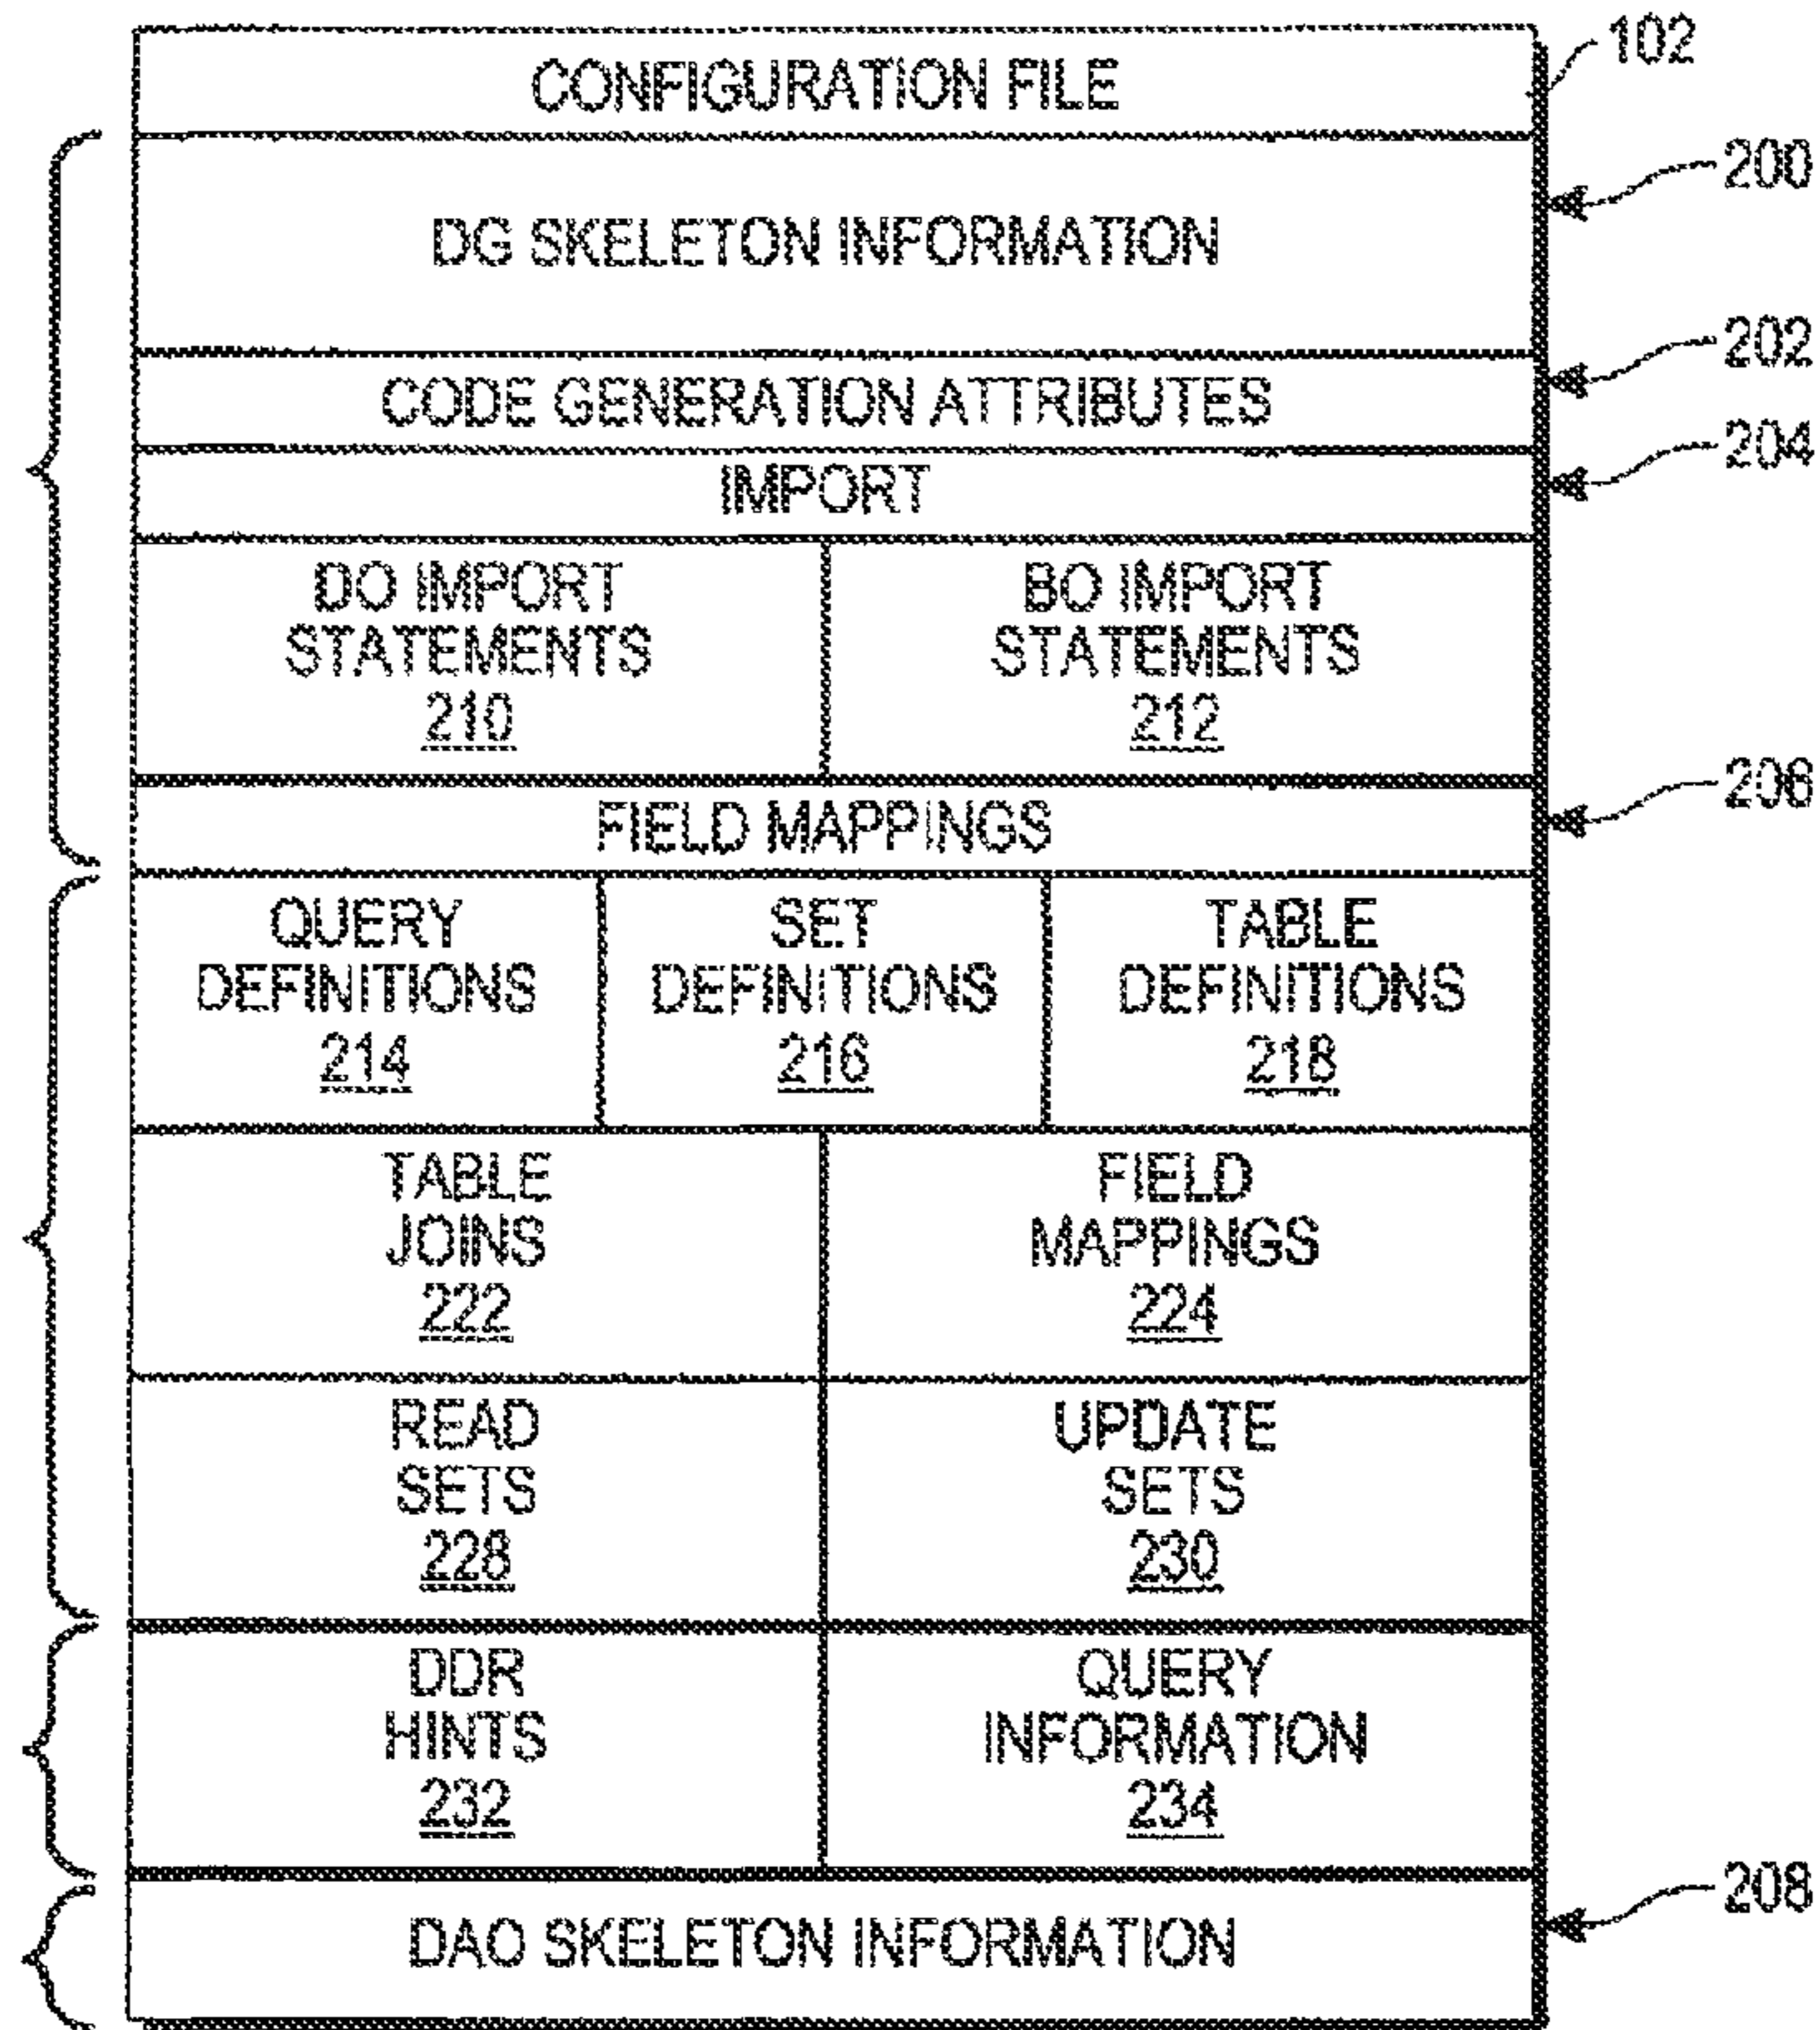 CONFIGURATION FILE
102
DG SKELETON INFORMATION
200
CODE GENERATION ATTRIBUTES
202
IMPORT
204
DO IMPORT
STATEMENTS
210
BO IMPORT
STATEMENTS
212
FIELD MAPPINGS
206
QUERY
DEFINITIONS
214
SET
DEFINITIONS
216
TABLE
DEFINITIONS
218
TABLE
JOINS
222
FIELD
MAPPINGS
224
READ
SETS
228
UPDATE
SETS
230
DDR
HINTS
232
QUERY
INFORMATION
234
DAO SKELETON INFORMATION
208